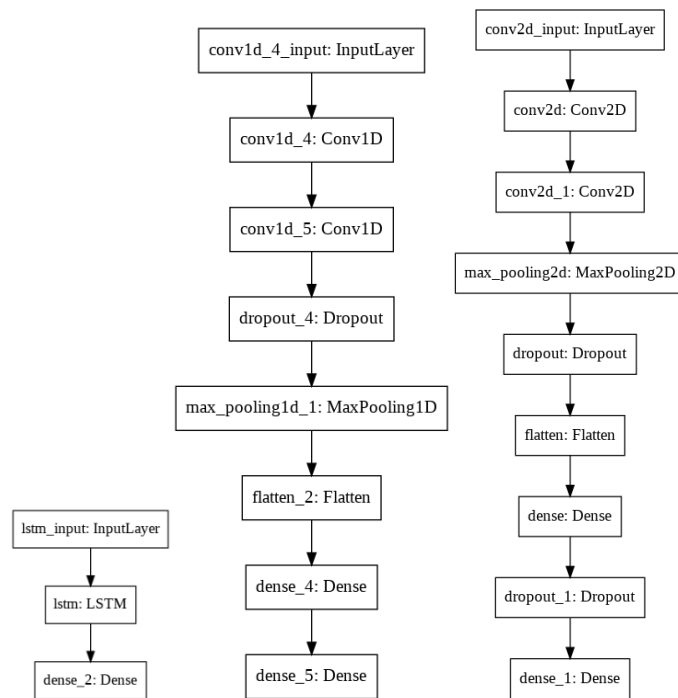 lstm_input: InputLayer
lstm: LSTM
dense_2: Dense
conv1d_4_input: InputLayer
conv1d_4: Conv1D
conv1d_5: Conv1D
dropout_4: Dropout
max_pooling1d_1: MaxPooling1D
flatten_2: Flatten
dense_4: Dense
dense_5: Dense
conv2d_input: InputLayer
conv2d: Conv2D
conv2d_1: Conv2D
max_pooling2d: MaxPooling2D
dropout: Dropout
flatten: Flatten
dense: Dense
dropout_1: Dropout
dense_1: Dense